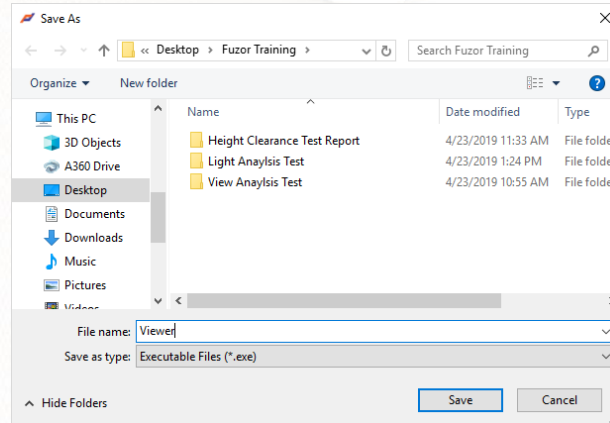 Save As
« Desktop > Fuzor Training >
Search Fuzor Training
Organize
New folder
?
This PC
3D Objects
A360 Drive
Desktop
Documents
Downloads
Music
Pictures
Videos
Name Date modified Type
Height Clearance Test Report 4/23/2019 11:33 AM File folde
Light Anaylsis Test 4/23/2019 1:24 PM File folde
View Anaylsis Test 4/23/2019 10:55 AM File folde
File name: Viewer
Save as type: Executable Files (*.exe)
Hide Folders
Save
Cancel